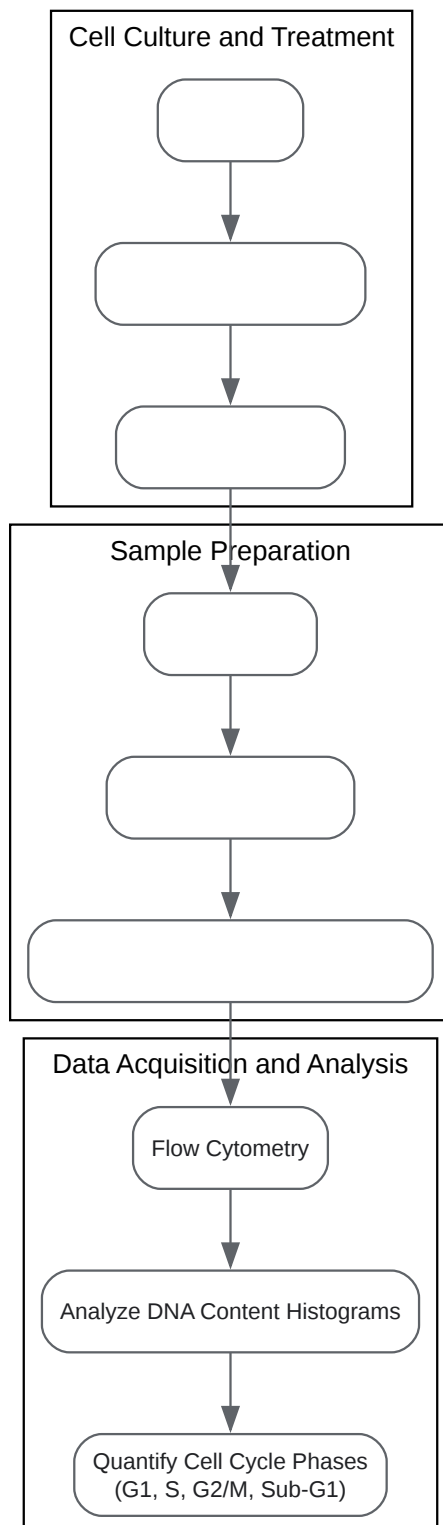 Cell Culture and Treatment
Sample Preparation
Data Acquisition and Analysis
Flow Cytometry
Analyze DNA Content Histograms
Quantify Cell Cycle Phases
(G1, S, G2/M, Sub-G1)